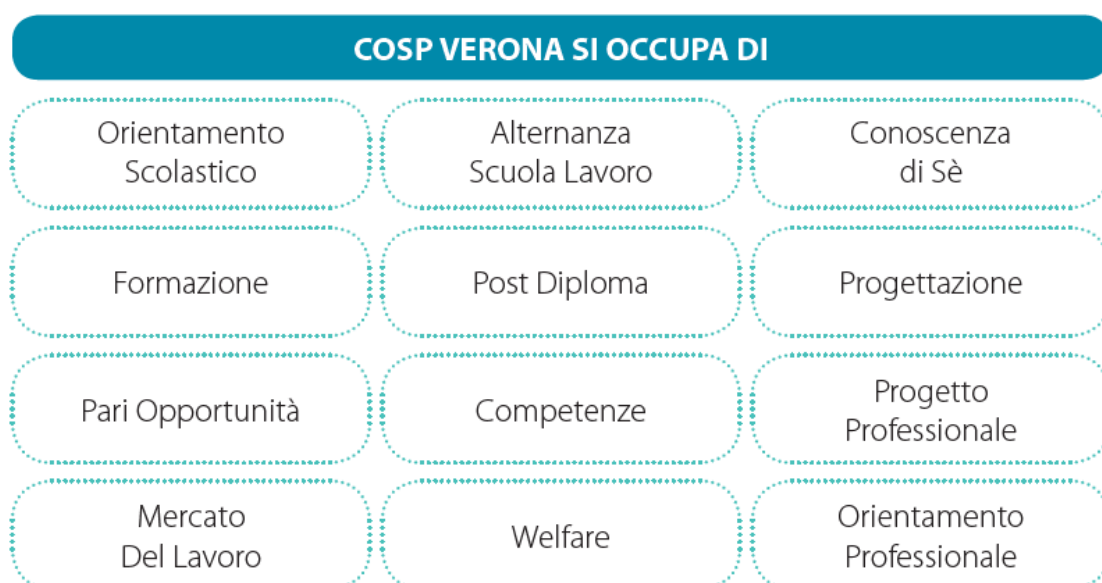 COSP VERONA SI OCCUPA DI
Orientamento
Scolastico
Alternanza
Scuola Lavoro
Conoscenza
di Sè
Formazione
Post Diploma
Progettazione
Pari Opportunità
Competenze
Progetto
Professionale
Mercato
Del Lavoro
Welfare
Orientamento
Professionale